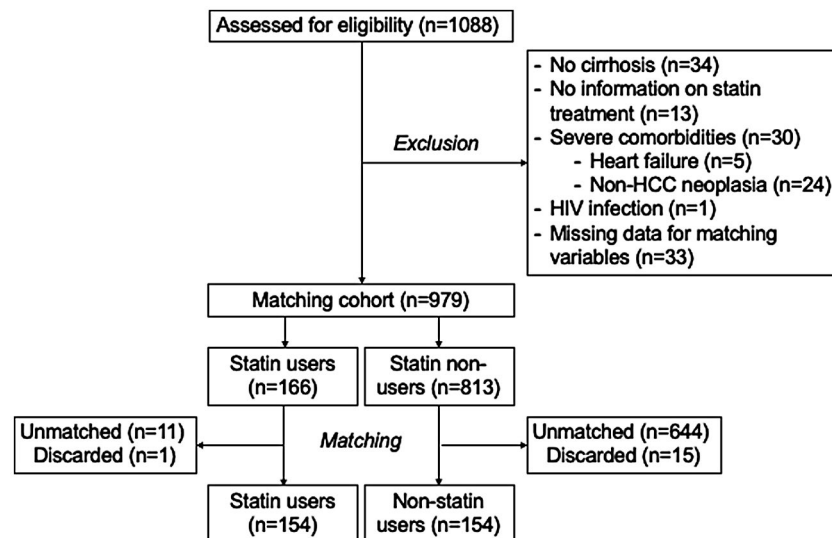 Assessed for eligibility (n=1088)
- No cirrhosis (n=34)
- No information on statin
treatment (n=13)
- Severe comorbidities (n=30)
- Heart failure (n=5)
- Non-HCC neoplasia (n=24)
- HIV infection (n=1)
- Missing data for matching
variables (n=33)
Exclusion
Matching cohort (n=979)
Statin users
(n=166)
Statin non-
users (n=813)
Unmatched (n=11)
Discarded (n=1)
Matching
Unmatched (n=644)
Discarded (n=15)
Statin users
(n=154)
Non-statin
users (n=154)